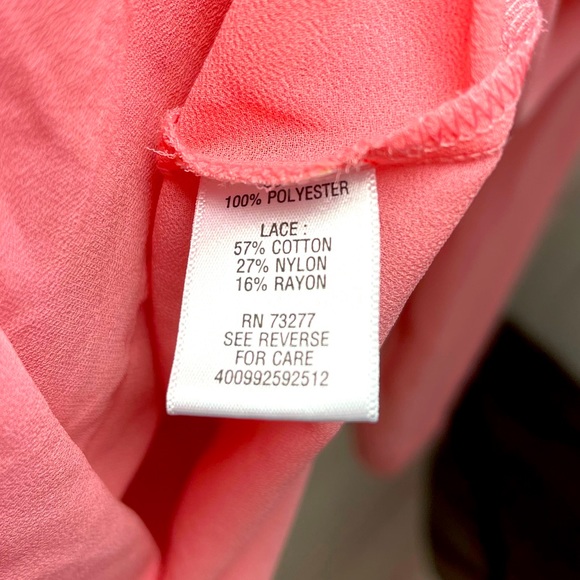 100% POLYESTER
LACE :
57% COTTON
27% NYLON
16% RAYON
RN 73277
SEE REVERSE
FOR CARE
400992592512